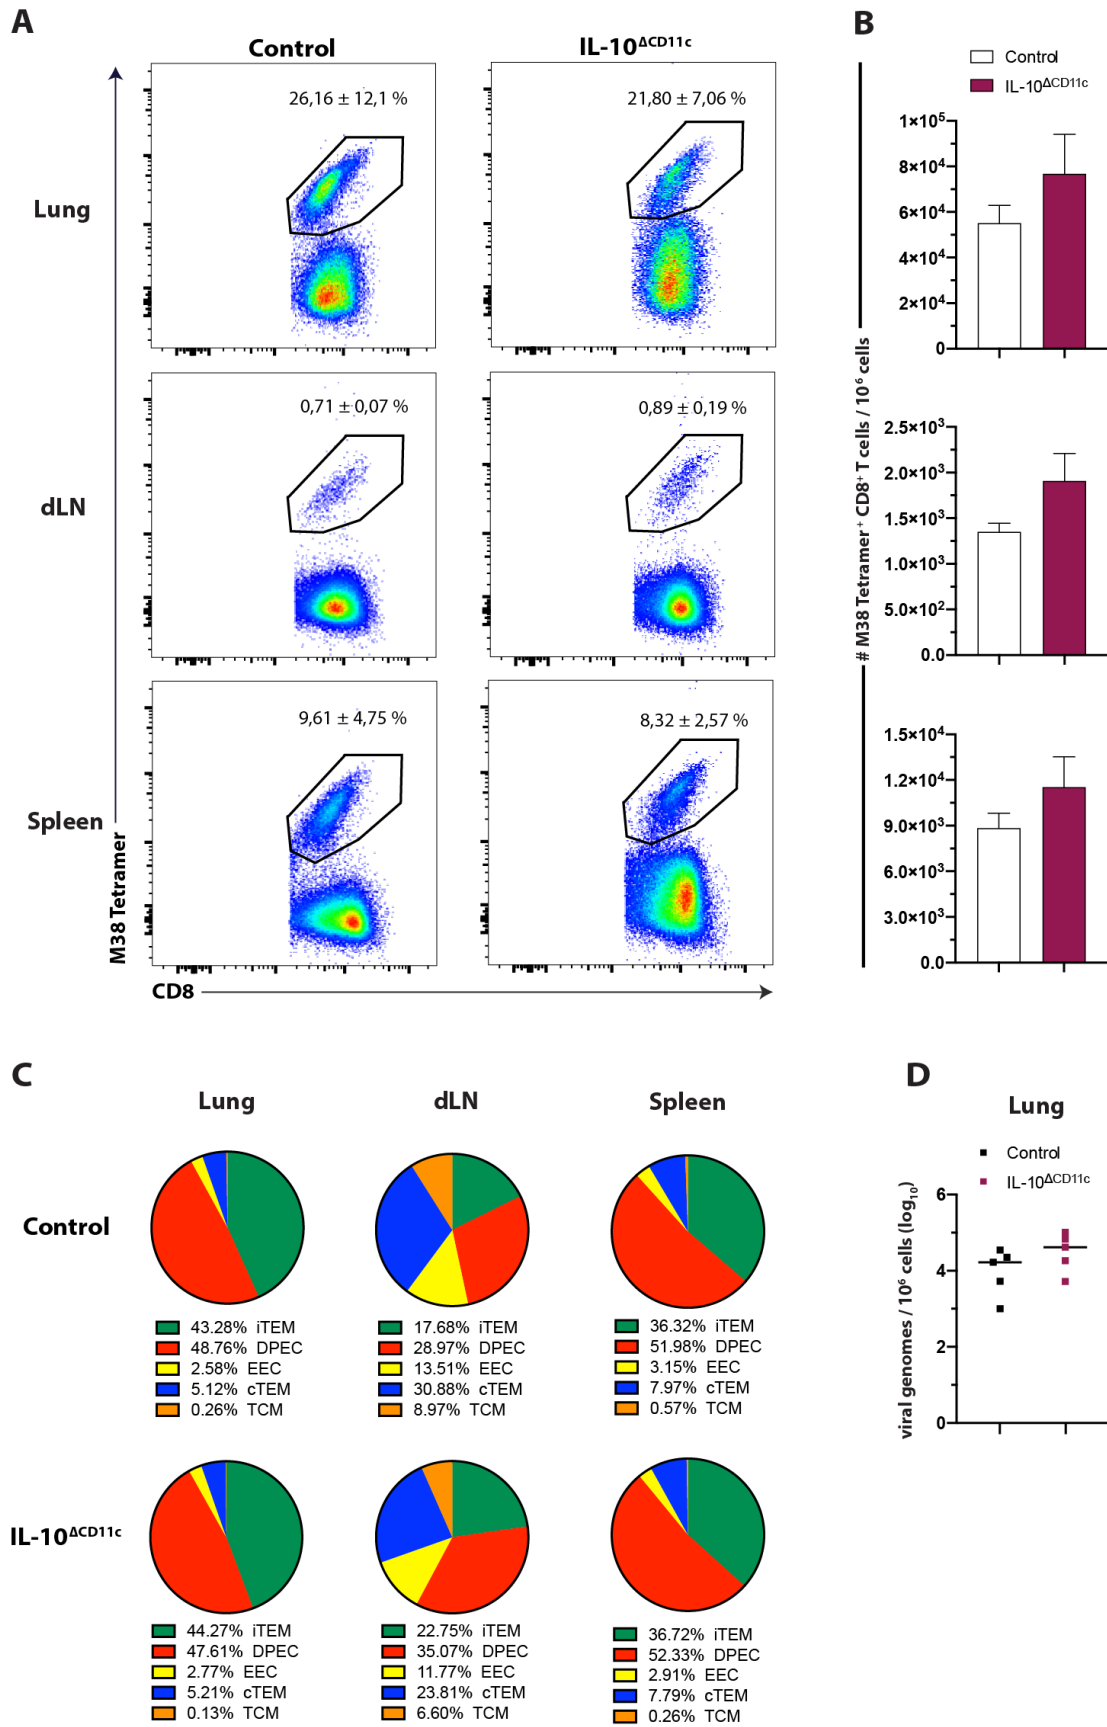 A
Control
IL-10ΔCD11c
Lung
26,16 ± 12,1 %
21,80 ± 7,06 %
dLN
0,71 ± 0,07 %
0,89 ± 0,19 %
Spleen
9,61 ± 4,75 %
8,32 ± 2,57 %
M38 Tetramer
CD8
B
Control
IL-10ΔCD11c
# M38 Tetramer+ CD8+ T cells / 10⁶ cells
1×10⁵
8×10⁴
6×10⁴
4×10⁴
2×10⁴
0
2.5×10³
2.0×10³
1.5×10³
1.0×10³
5.0×10²
0.0
1.5×10⁴
1.2×10⁴
9.0×10³
6.0×10³
3.0×10³
0.0
C
Lung
dLN
Spleen
Control
43.28% iTEM
48.76% DPEC
2.58% EEC
5.12% cTEM
0.26% TCM
17.68% iTEM
28.97% DPEC
13.51% EEC
30.88% cTEM
8.97% TCM
36.32% iTEM
51.98% DPEC
3.15% EEC
7.97% cTEM
0.57% TCM
IL-10ΔCD11c
44.27% iTEM
47.61% DPEC
2.77% EEC
5.21% cTEM
0.13% TCM
22.75% iTEM
35.07% DPEC
11.77% EEC
23.81% cTEM
6.60% TCM
36.72% iTEM
52.33% DPEC
2.91% EEC
7.79% cTEM
0.26% TCM
D
Lung
Control
IL-10ΔCD11c
viral genomes / 10⁶ cells (log₁₀)
6
4
2
0